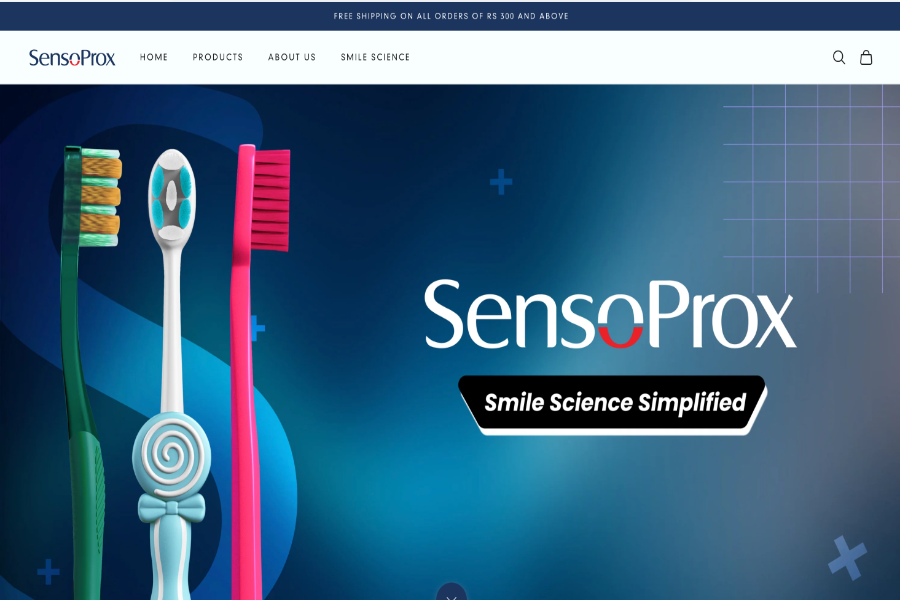 FREE SHIPPING ON ALL ORDERS OF RS 300 AND ABOVE
SensoProx HOME PRODUCTS ABOUT US SMILE SCIENCE
SensoProx
Smile Science Simplified